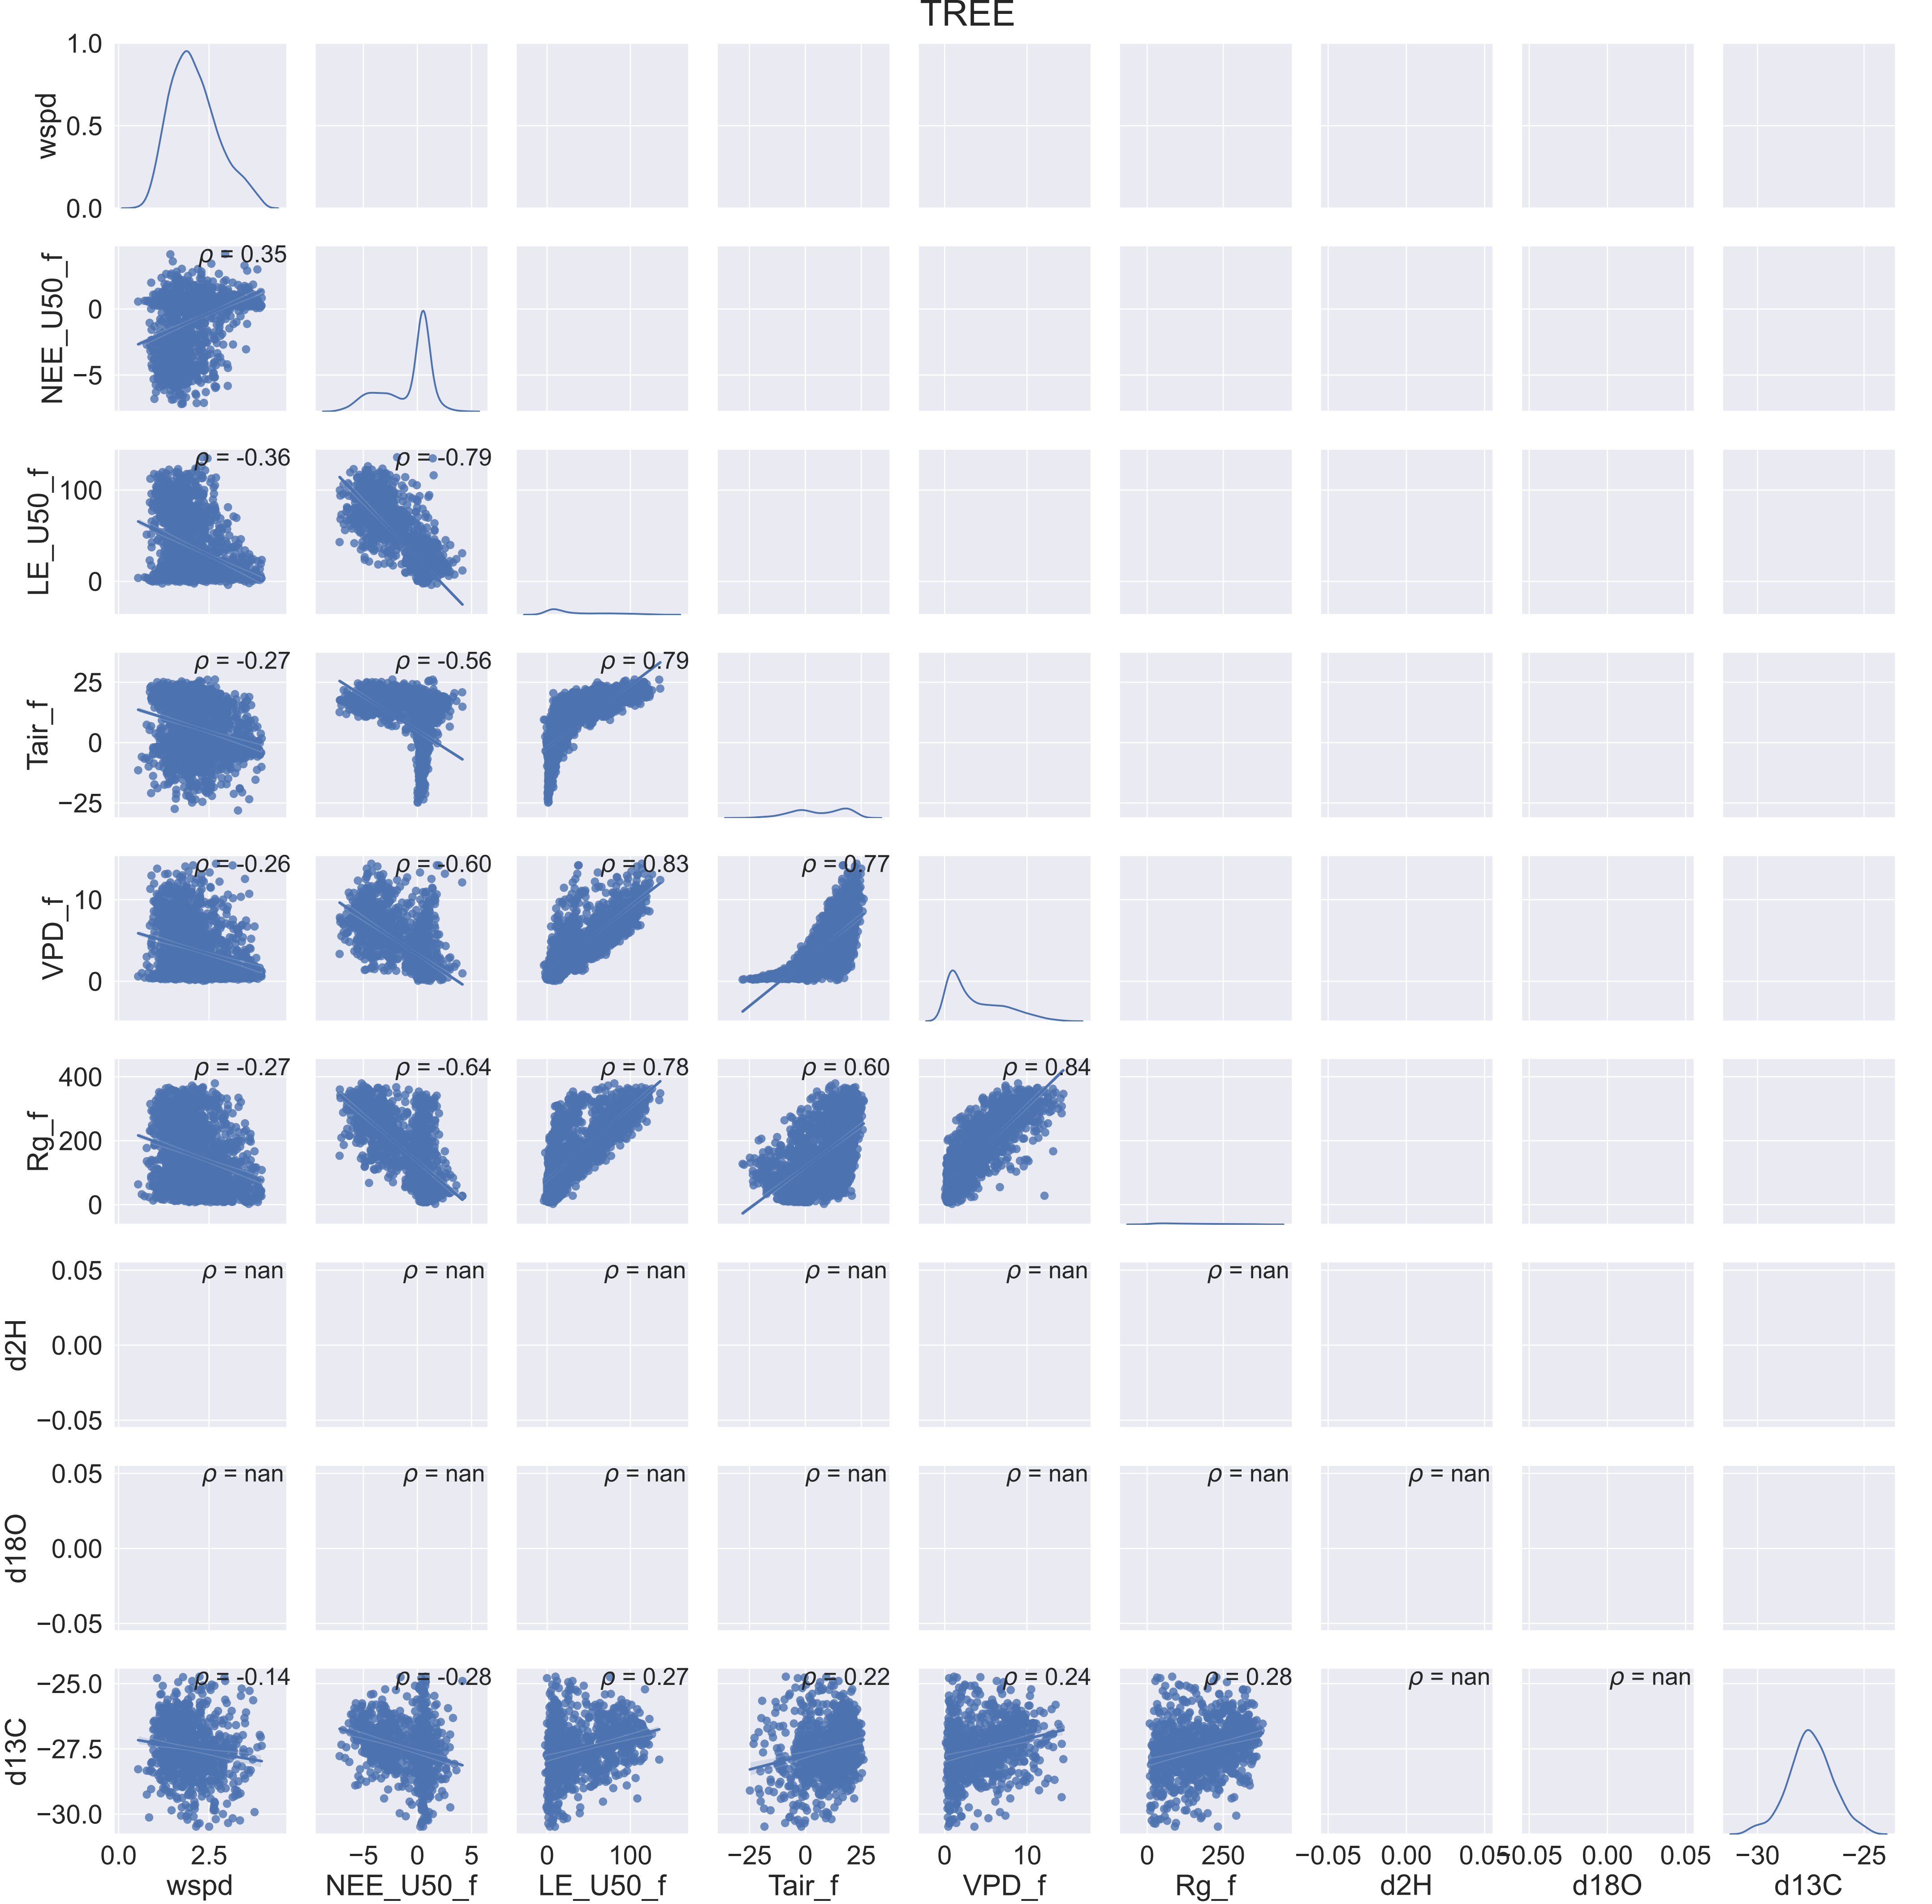 TREE
1.0
0.5
0.0
wspd
ρ = 0.35
0
−5
NEE_U50_f
ρ = -0.36
ρ = -0.79
100
0
LE_U50_f
ρ = -0.27
ρ = -0.56
ρ = 0.79
25
0
−25
Tair_f
ρ = -0.26
ρ = -0.60
ρ = 0.83
ρ = 0.77
10
0
VPD_f
ρ = -0.27
ρ = -0.64
ρ = 0.78
ρ = 0.60
ρ = 0.84
400
200
0
Rg_f
ρ = nan
ρ = nan
ρ = nan
ρ = nan
ρ = nan
ρ = nan
0.05
0.00
−0.05
d2H
ρ = nan
ρ = nan
ρ = nan
ρ = nan
ρ = nan
ρ = nan
ρ = nan
0.05
0.00
−0.05
d18O
ρ = -0.14
ρ = -0.28
ρ = 0.27
ρ = 0.22
ρ = 0.24
ρ = 0.28
ρ = nan
ρ = nan
−25.0
−27.5
−30.0
d13C
0.0 2.5
−5 0 5
0 100
−25 0 25
0 10
0 250
−0.05 0.00 0.05
−0.05 0.00 0.05
−30 −25
wspd
NEE_U50_f
LE_U50_f
Tair_f
VPD_f
Rg_f
d2H
d18O
d13C